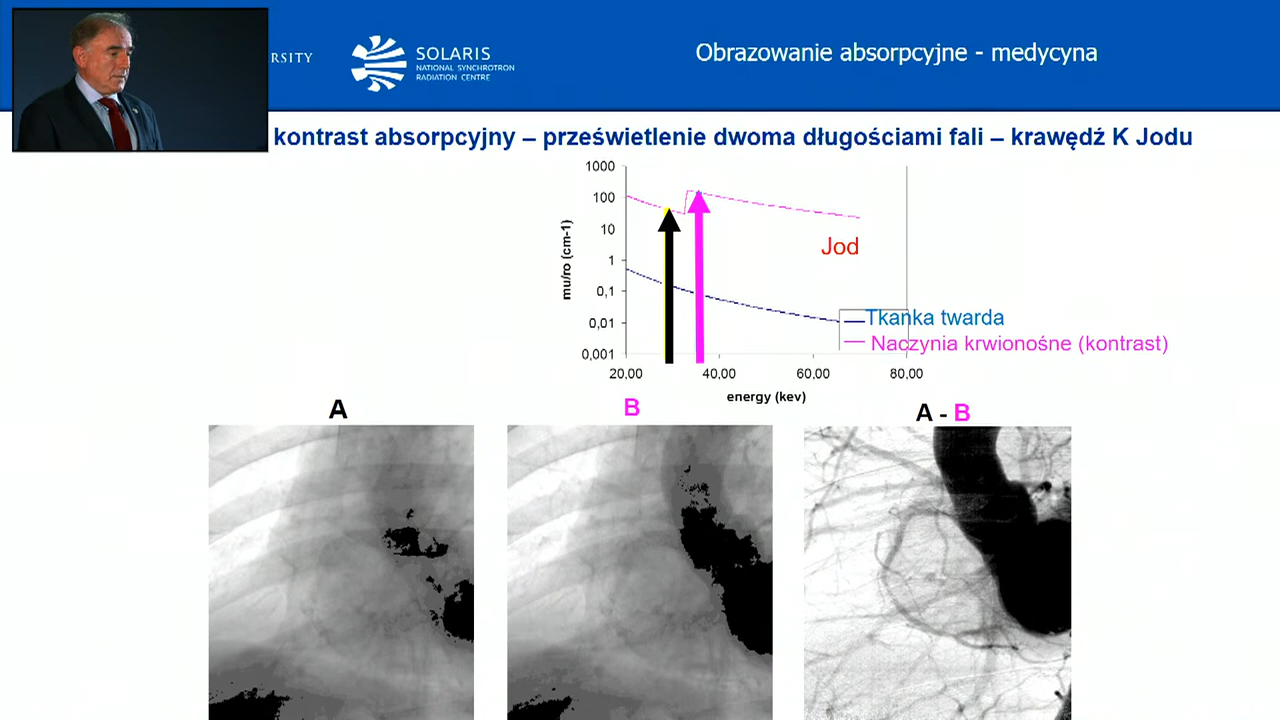 RSITY
SOLARIS
NATIONAL SYNCHROTRON
RADIATION CENTRE
Obrazowanie absorpcyjne - medycyna
kontrast absorpcyjny – prześwietlenie dwoma długościami fali – krawędź K Jodu
1000
100
10
1
0,1
0,01
0,001
mu/ro (cm-1)
20,00
40,00
60,00
80,00
energy (kev)
Jod
Tkanka twarda
Naczynia krwionośne (kontrast)
A
B
A - B